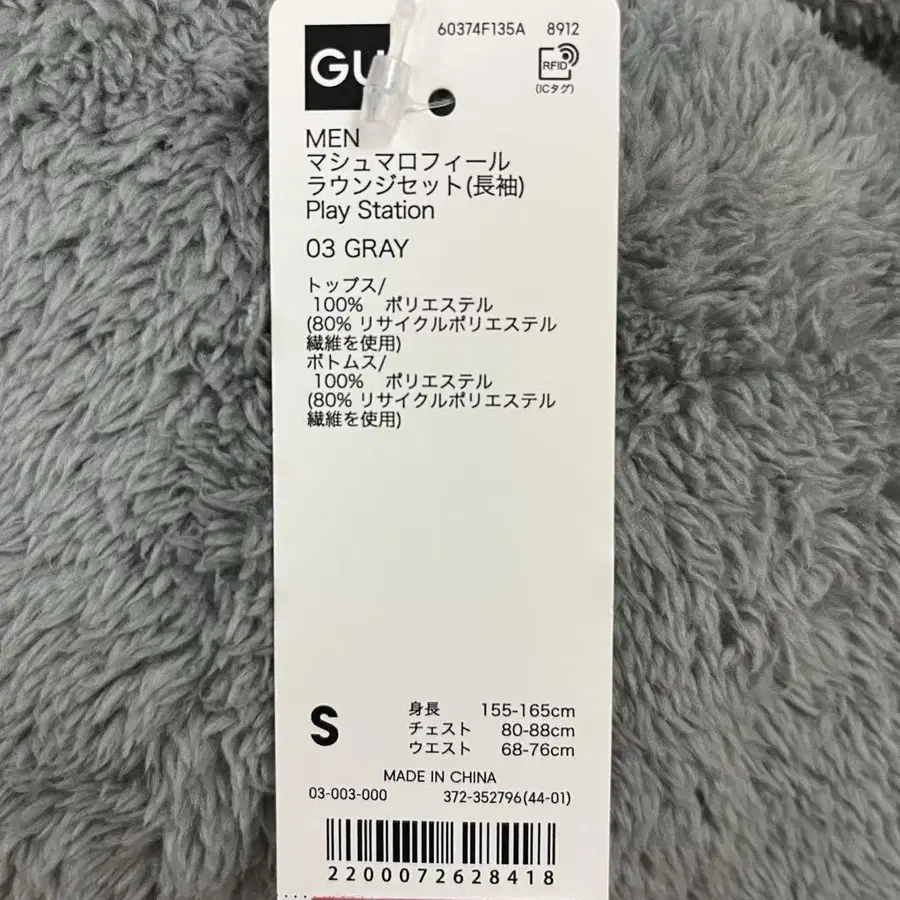 60374F135A 8912
GU
RFID
(ICタグ)
MEN
マシュマロフィール
ラウンジセット(長袖)
Play Station
03 GRAY
トップス/
100% ポリエステル
(80% リサイクルポリエステル
繊維を使用)
ボトムス/
100% ポリエステル
(80% リサイクルポリエステル
繊維を使用)
S
身長 155-165cm
チェスト 80-88cm
ウエスト 68-76cm
MADE IN CHINA
03-003-000 372-352796(44-01)
2200072628418